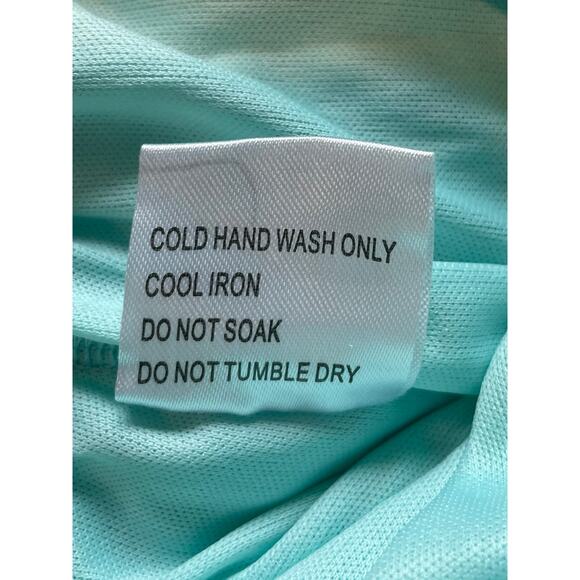 COLD HAND WASH ONLY
COOL IRON
DO NOT SOAK
DO NOT TUMBLE DRY